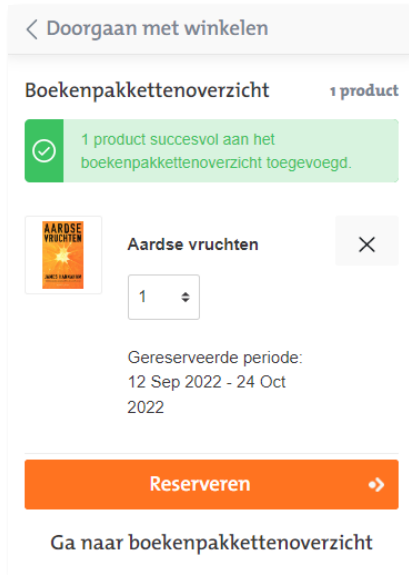 Doorgaan met winkelen
Boekenpakkettenoverzicht 1 product
1 product succesvol aan het
boekenpakkettenoverzicht toegevoegd.
AARDSE
VRUCHTEN
Aardse vruchten
1
Gereserveerde periode:
12 Sep 2022 - 24 Oct
2022
Reserveren
Ga naar boekenpakkettenoverzicht